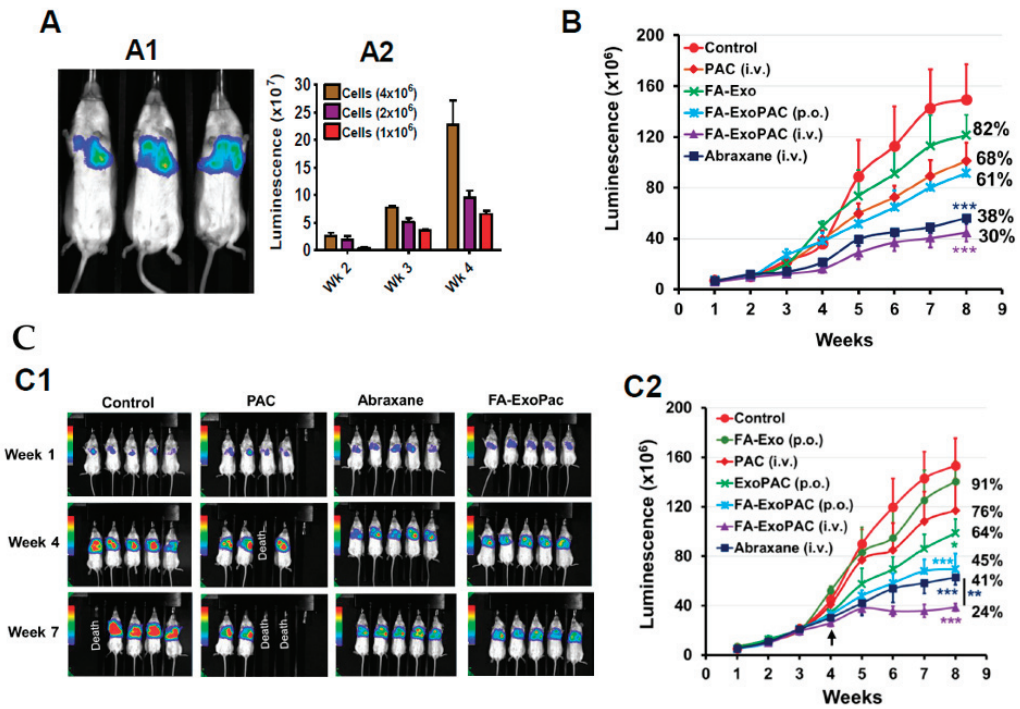 A
A1
A2
Luminescence (x10⁷)
30
25
20
15
10
5
0
Cells (4x10⁶)
Cells (2x10⁶)
Cells (1x10⁶)
Wk 2
Wk 3
Wk 4
B
Luminescence (x10⁶)
200
160
120
80
40
0
Control
PAC (i.v.)
FA-Exo
FA-ExoPAC (p.o.)
FA-ExoPAC (i.v.)
Abraxane (i.v.)
82%
68%
61%
*** 38%
30%
***
0 1 2 3 4 5 6 7 8 9
Weeks
C
C1
Control PAC Abraxane FA-ExoPac
Week 1
Week 4
Death
Week 7
Death
Death
Death
C2
Luminescence (x10⁶)
200
160
120
80
40
0
Control
FA-Exo (p.o.)
PAC (i.v.)
ExoPAC (p.o.)
FA-ExoPAC (p.o.)
FA-ExoPAC (i.v.)
Abraxane (i.v.)
91%
76%
64%
*
*** 45%
41%
*** **
24%
***
0 1 2 3 4 5 6 7 8 9
Weeks